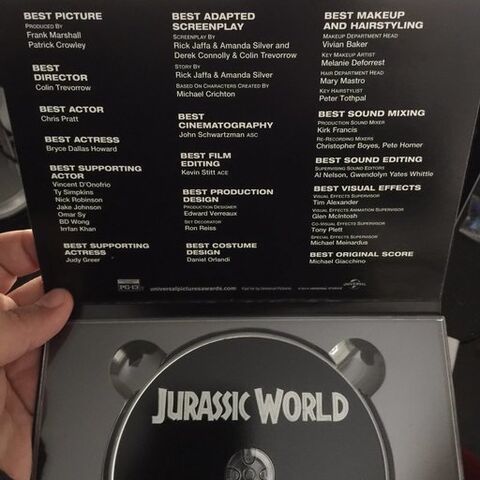 BEST PICTURE
PRODUCED BY
Frank Marshall
Patrick Crowley
BEST
DIRECTOR
Colin Trevorrow
BEST ACTOR
Chris Pratt
BEST ACTRESS
Bryce Dallas Howard
BEST SUPPORTING
ACTOR
Vincent D'Onofrio
Ty Simpkins
Nick Robinson
Jake Johnson
Omar Sy
BD Wong
Irrfan Khan
BEST SUPPORTING
ACTRESS
Judy Greer
BEST ADAPTED
SCREENPLAY
SCREENPLAY BY
Rick Jaffa & Amanda Silver and
Derek Connolly & Colin Trevorrow
STORY BY
Rick Jaffa & Amanda Silver
BASED ON CHARACTERS CREATED BY
Michael Crichton
BEST
CINEMATOGRAPHY
John Schwartzman ASC
BEST FILM
EDITING
Kevin Stitt ACE
BEST PRODUCTION
DESIGN
PRODUCTION DESIGNER
Edward Verreaux
SET DECORATOR
Ron Reiss
BEST COSTUME
DESIGN
Daniel Orlandi
BEST MAKEUP
AND HAIRSTYLING
MAKEUP DEPARTMENT HEAD
Vivian Baker
KEY MAKEUP ARTIST
Melanie Deforrest
HAIR DEPARTMENT HEAD
Mary Mastro
KEY HAIRSTYLIST
Peter Tothpal
BEST SOUND MIXING
PRODUCTION SOUND MIXER
Kirk Francis
RE-RECORDING MIXERS
Christopher Boyes, Pete Horner
BEST SOUND EDITING
SUPERVISING SOUND EDITORS
Al Nelson, Gwendolyn Yates Whittle
BEST VISUAL EFFECTS
VISUAL EFFECTS SUPERVISOR
Tim Alexander
VISUAL EFFECTS ANIMATION SUPERVISOR
Glen McIntosh
CO-VISUAL EFFECTS SUPERVISOR
Tony Plett
SPECIAL EFFECTS SUPERVISOR
Michael Meinardus
BEST ORIGINAL SCORE
Michael Giacchino
PG-13
universalpicturesawards.com
UNIVERSAL
JURASSIC WORLD